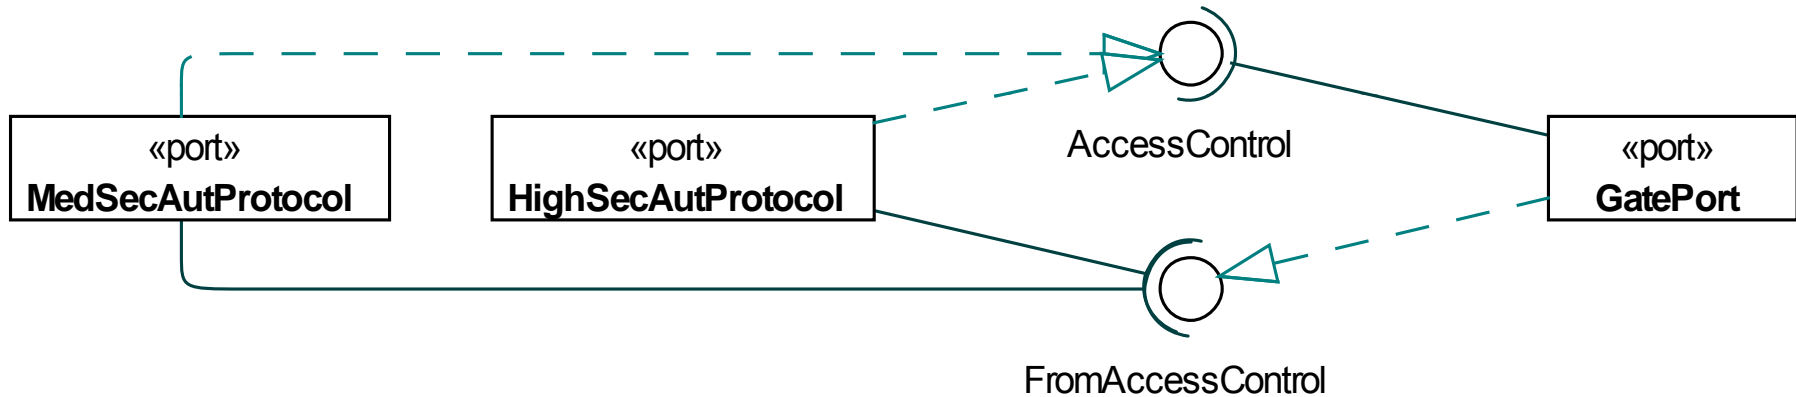 AccessControl
«port»
MedSecAutProtocol
«port»
HighSecAutProtocol
«port»
GatePort
FromAccessControl